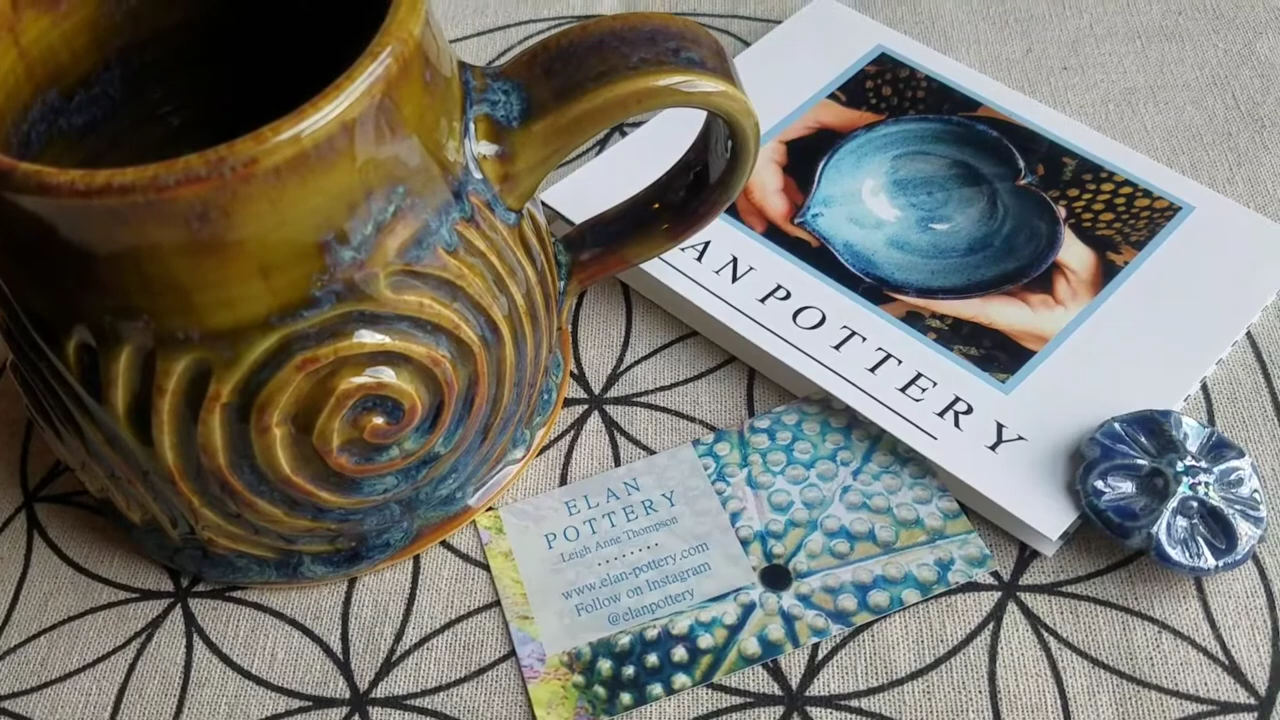 AN POTTERY
ELAN
POTTERY
Leigh Anne Thompson
www.elan-pottery.com
Follow on Instagram
@elanpottery